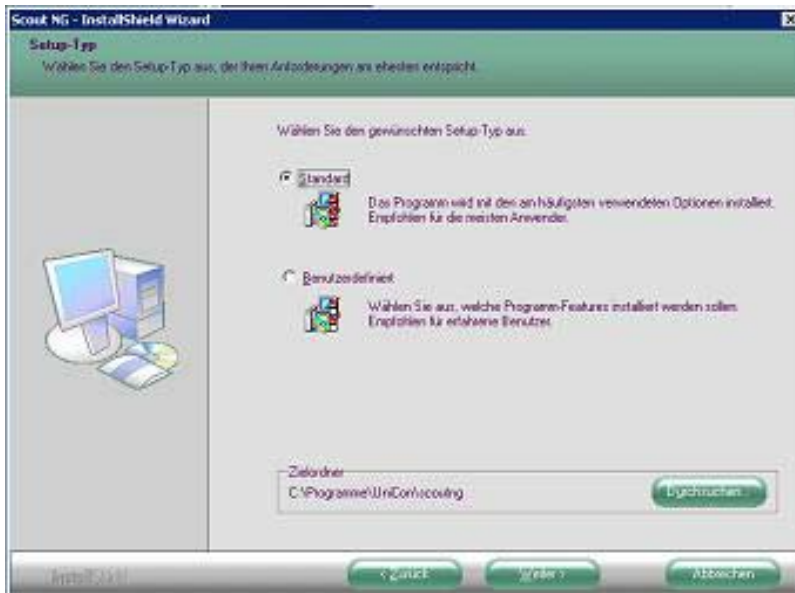 Scout NG - InstallShield Wizard
Setup-Typ
Wählen Sie den Setup-Typ aus, der Ihren Anforderungen am ehesten entspricht.
Wählen Sie den gewünschten Setup-Typ aus.
Standard
Das Programm wird mit den am häufigsten verwendeten Optionen installiert.
Empfohlen für die meisten Anwender.
Benutzerdefiniert
Wählen Sie aus, welche Programm-Features installiert werden sollen.
Empfohlen für erfahrene Benutzer.
Zielordner
C:\Programme\UniCon\scoutng
Durchsuchen...
InstallShield
< Zurück
Weiter >
Abbrechen